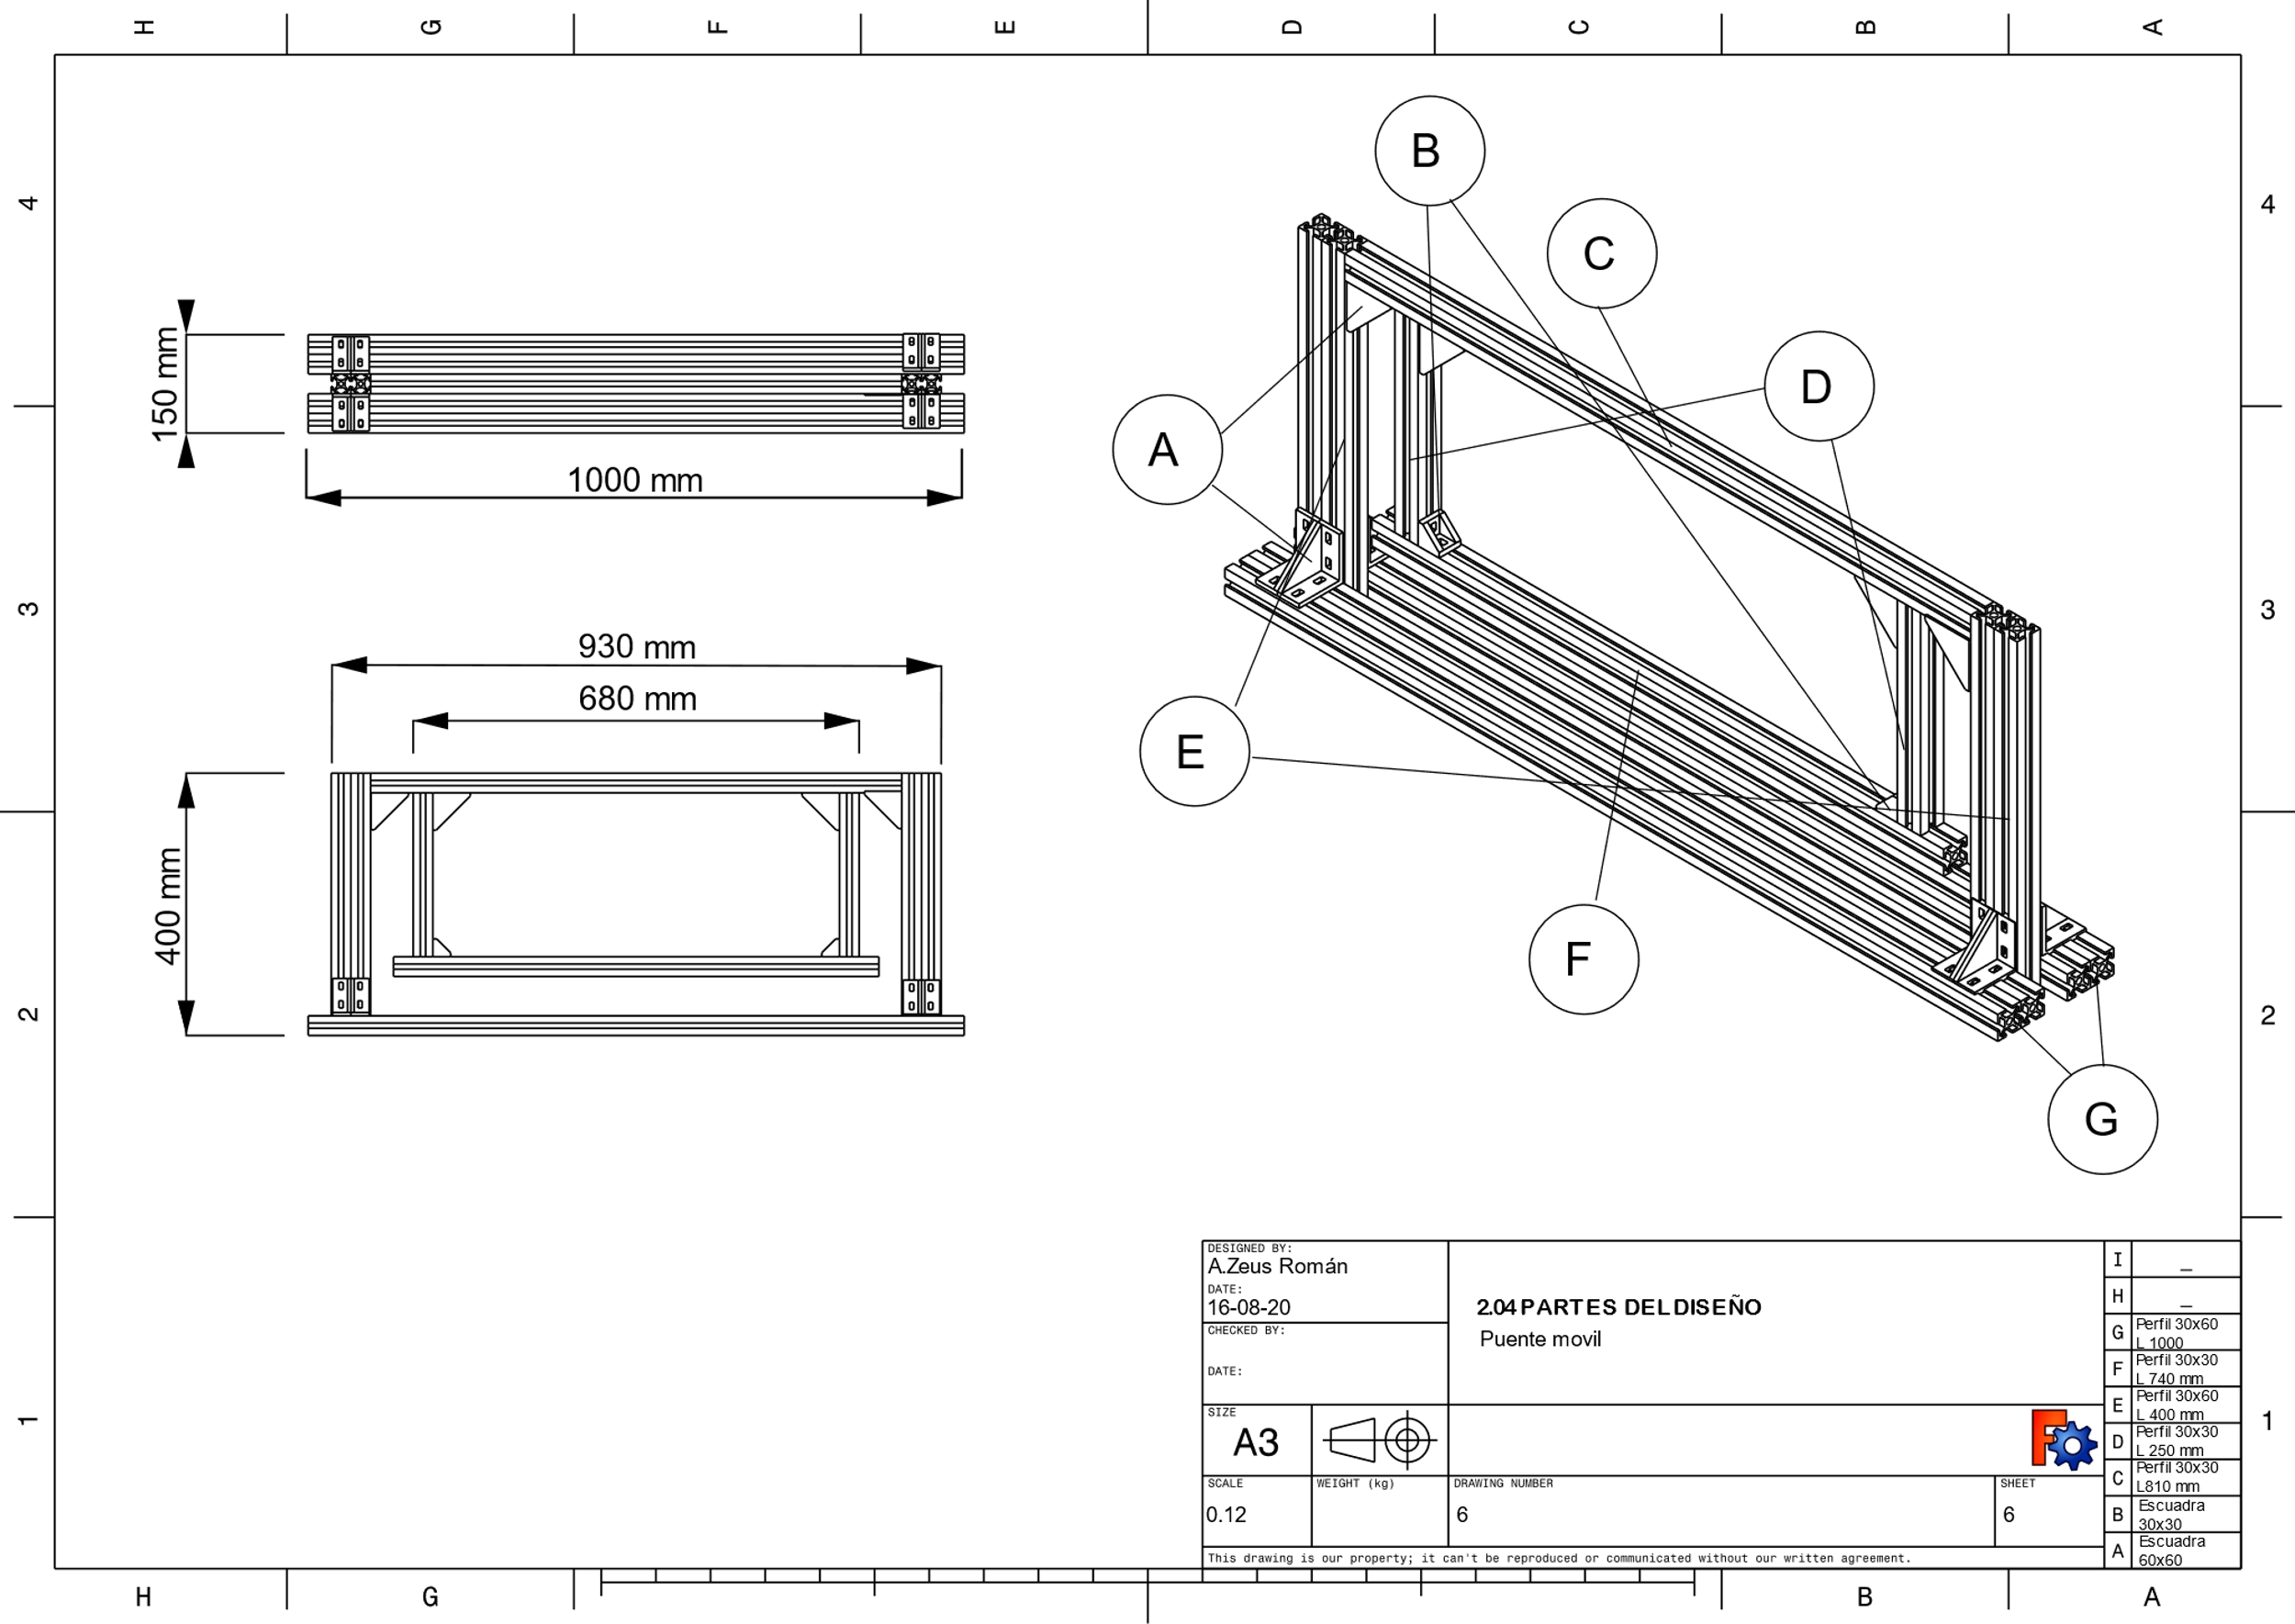 H G F E D C B A
4
4
B
C
D
A
150 mm
1000 mm
3
3
930 mm
680 mm
E
400 mm
F
2
2
G
DESIGNED BY:
A.Zeus Román
DATE:
16-08-20
CHECKED BY:
DATE:
2.04 PARTES DEL DISEÑO
Puente movil
SIZE
A3
SCALE
0.12
WEIGHT (kg)
DRAWING NUMBER
6
SHEET
6
This drawing is our property; it can't be reproduced or communicated without our written agreement.
I _
H _
G Perfil 30x60
L 1000
F Perfil 30x30
L 740 mm
E Perfil 30x60
L 400 mm
D Perfil 30x30
L 250 mm
C Perfil 30x30
L810 mm
B Escuadra
30x30
A Escuadra
60x60
1
1
H G B A